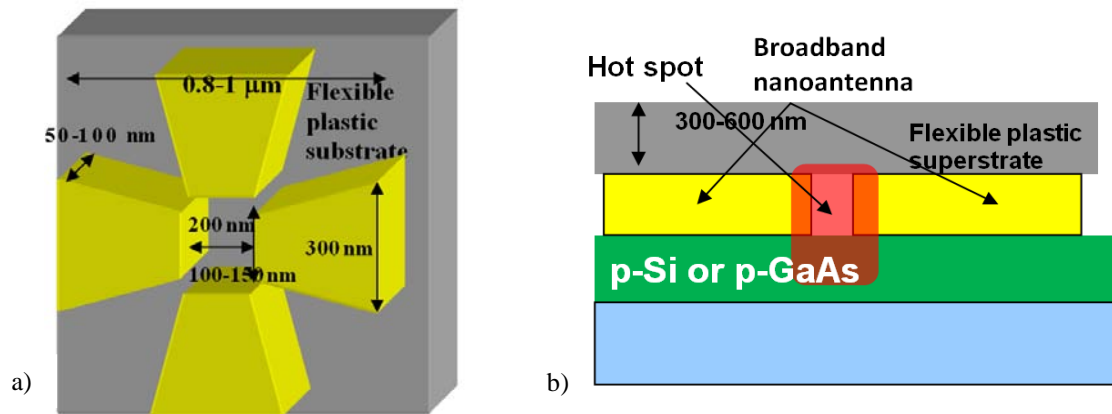 0.8-1 μm
Flexible
plastic
substrate
50-100 nm
200 nm
300 nm
100-150 nm
a)
Broadband
nanoantenna
Hot spot
300-600 nm
Flexible plastic
superstrate
p-Si or p-GaAs
b)